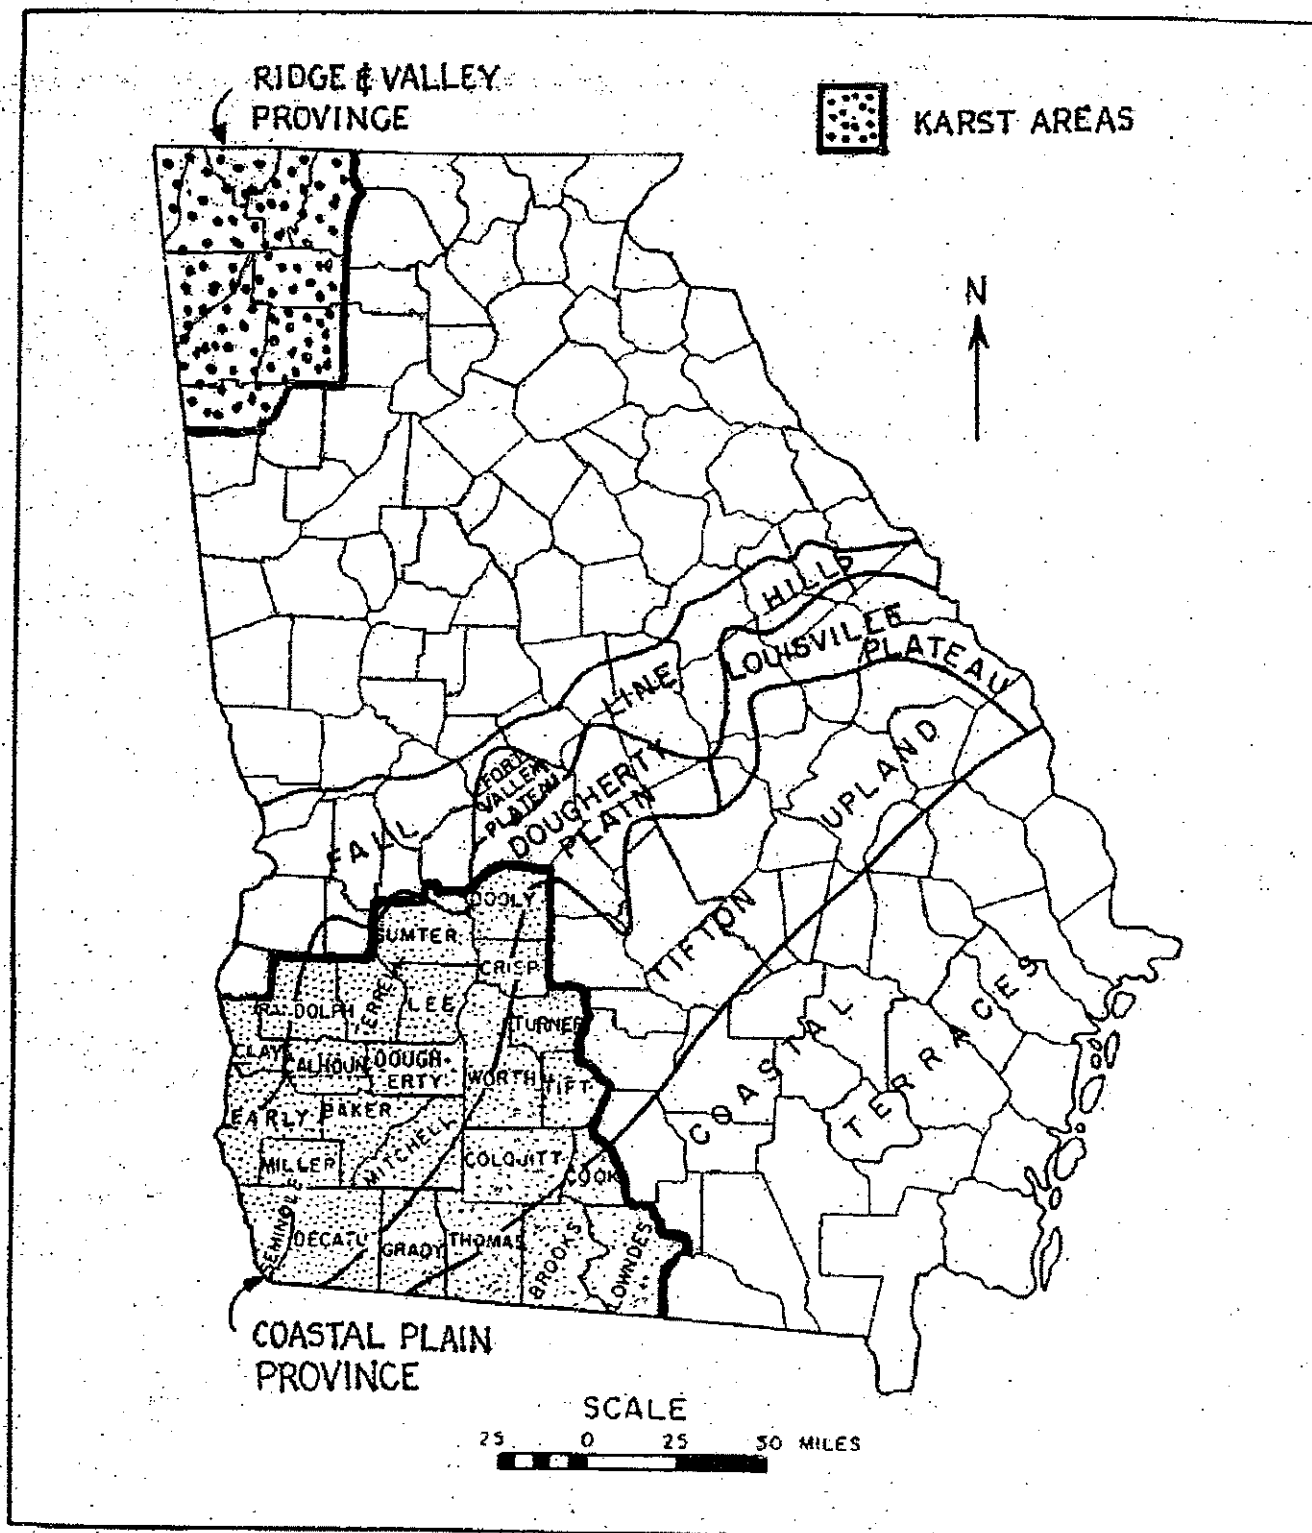 RIDGE & VALLEY
PROVINCE
KARST AREAS
N
HILLS
LOUISVILLE
PLATEAU
LINE
UPLAND
FORT
VALLEY
PLATEAU
DOUGHERTY
PLAIN
FALL
TIFTON
DOOLY
SUMTER
CRISP
LEE
TURNER
COASTAL
TERRACES
CLAY
CALHOUN
DOUGH-
ERTY
WORTH
TIFT
EARLY
BAKER
MITCHELL
MILLER
COLQUITT
COOK
DECATU
GRADY
THOMAS
BROOKS
LOWNDES
COASTAL PLAIN
PROVINCE
SCALE
25 0 25 50 MILES